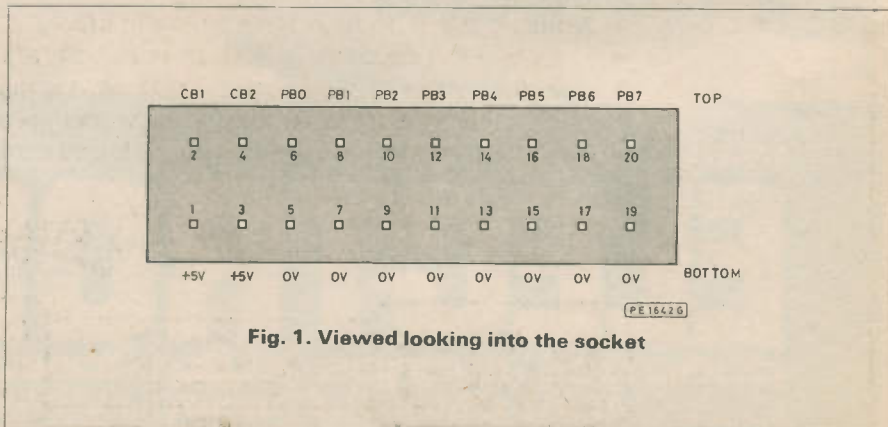 CB1 CB2 PB0 PB1 PB2 PB3 PB4 PB5 PB6 PB7 TOP
2 4 6 8 10 12 14 16 18 20
1 3 5 7 9 11 13 15 17 19
+5V +5V 0V 0V 0V 0V 0V 0V 0V 0V BOTTOM
PE1642G
Fig. 1. Viewed looking into the socket